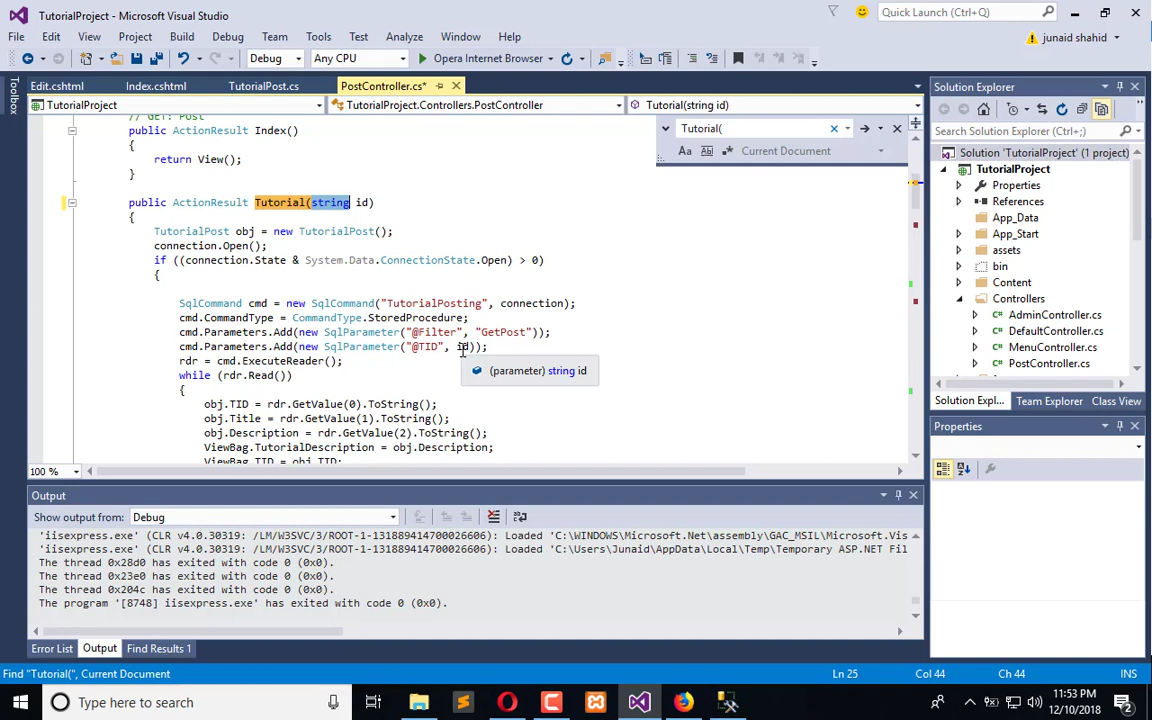 TutorialProject - Microsoft Visual Studio
Quick Launch (Ctrl+Q)
File Edit View Project Build Debug Team Tools Test Analyze Window Help
junaid shahid
Debug Any CPU Opera Internet Browser
Toolbox
Edit.cshtml Index.cshtml TutorialPost.cs PostController.cs*
TutorialProject TutorialProject.Controllers.PostController Tutorial(string id)
Tutorial(
Aa Current Document
// GET: Post
public ActionResult Index()
{
return View();
}
public ActionResult Tutorial(string id)
{
TutorialPost obj = new TutorialPost();
connection.Open();
if ((connection.State & System.Data.ConnectionState.Open) > 0)
{
SqlCommand cmd = new SqlCommand("TutorialPosting", connection);
cmd.CommandType = CommandType.StoredProcedure;
cmd.Parameters.Add(new SqlParameter("@Filter", "GetPost"));
cmd.Parameters.Add(new SqlParameter("@TID", id));
rdr = cmd.ExecuteReader();
(parameter) string id
while (rdr.Read())
{
obj.TID = rdr.GetValue(0).ToString();
obj.Title = rdr.GetValue(1).ToString();
obj.Description = rdr.GetValue(2).ToString();
ViewBag.TutorialDescription = obj.Description;
ViewBag.TID = obj.TID;
100 %
Solution Explorer
Search Solution Explorer (Ctrl+;)
Solution 'TutorialProject' (1 project)
TutorialProject
Properties
References
App_Data
App_Start
assets
bin
Content
Controllers
AdminController.cs
DefaultController.cs
MenuController.cs
PostController.cs
Solution Expl... Team Explorer Class View
Properties
Output
Show output from: Debug
'iisexpress.exe' (CLR v4.0.30319: /LM/W3SVC/3/ROOT-1-131889414700026606): Loaded 'C:\WINDOWS\Microsoft.Net\assembly\GAC_MSIL\Microsoft.Vis
'iisexpress.exe' (CLR v4.0.30319: /LM/W3SVC/3/ROOT-1-131889414700026606): Loaded 'C:\Users\Junaid\AppData\Local\Temp\Temporary ASP.NET Fil
The thread 0x28d0 has exited with code 0 (0x0).
The thread 0x23e0 has exited with code 0 (0x0).
The thread 0x204c has exited with code 0 (0x0).
The program '[8748] iisexpress.exe' has exited with code 0 (0x0).
Error List Output Find Results 1
Find "Tutorial(", Current Document Ln 25 Col 44 Ch 44 INS
Type here to search
11:53 PM
12/10/2018
2